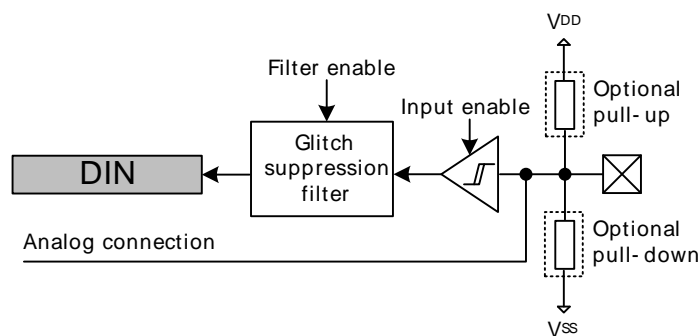 VDD
Filter enable
Optional
pull-up
Input enable
Glitch
suppression
filter
DIN
Analog connection
Optional
pull-down
VSS